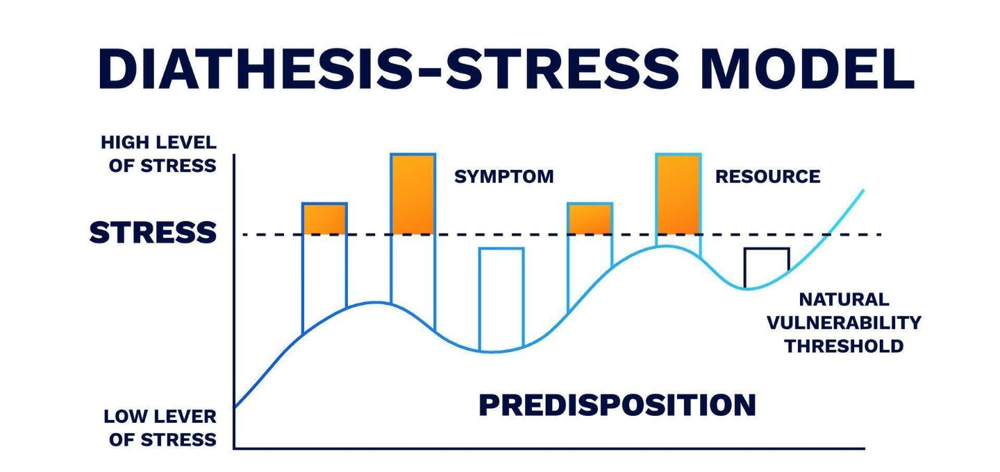 DIATHESIS-STRESS MODEL
HIGH LEVEL
OF STRESS
SYMPTOM
RESOURCE
STRESS
NATURAL
VULNERABILITY
THRESHOLD
PREDISPOSITION
LOW LEVER
OF STRESS